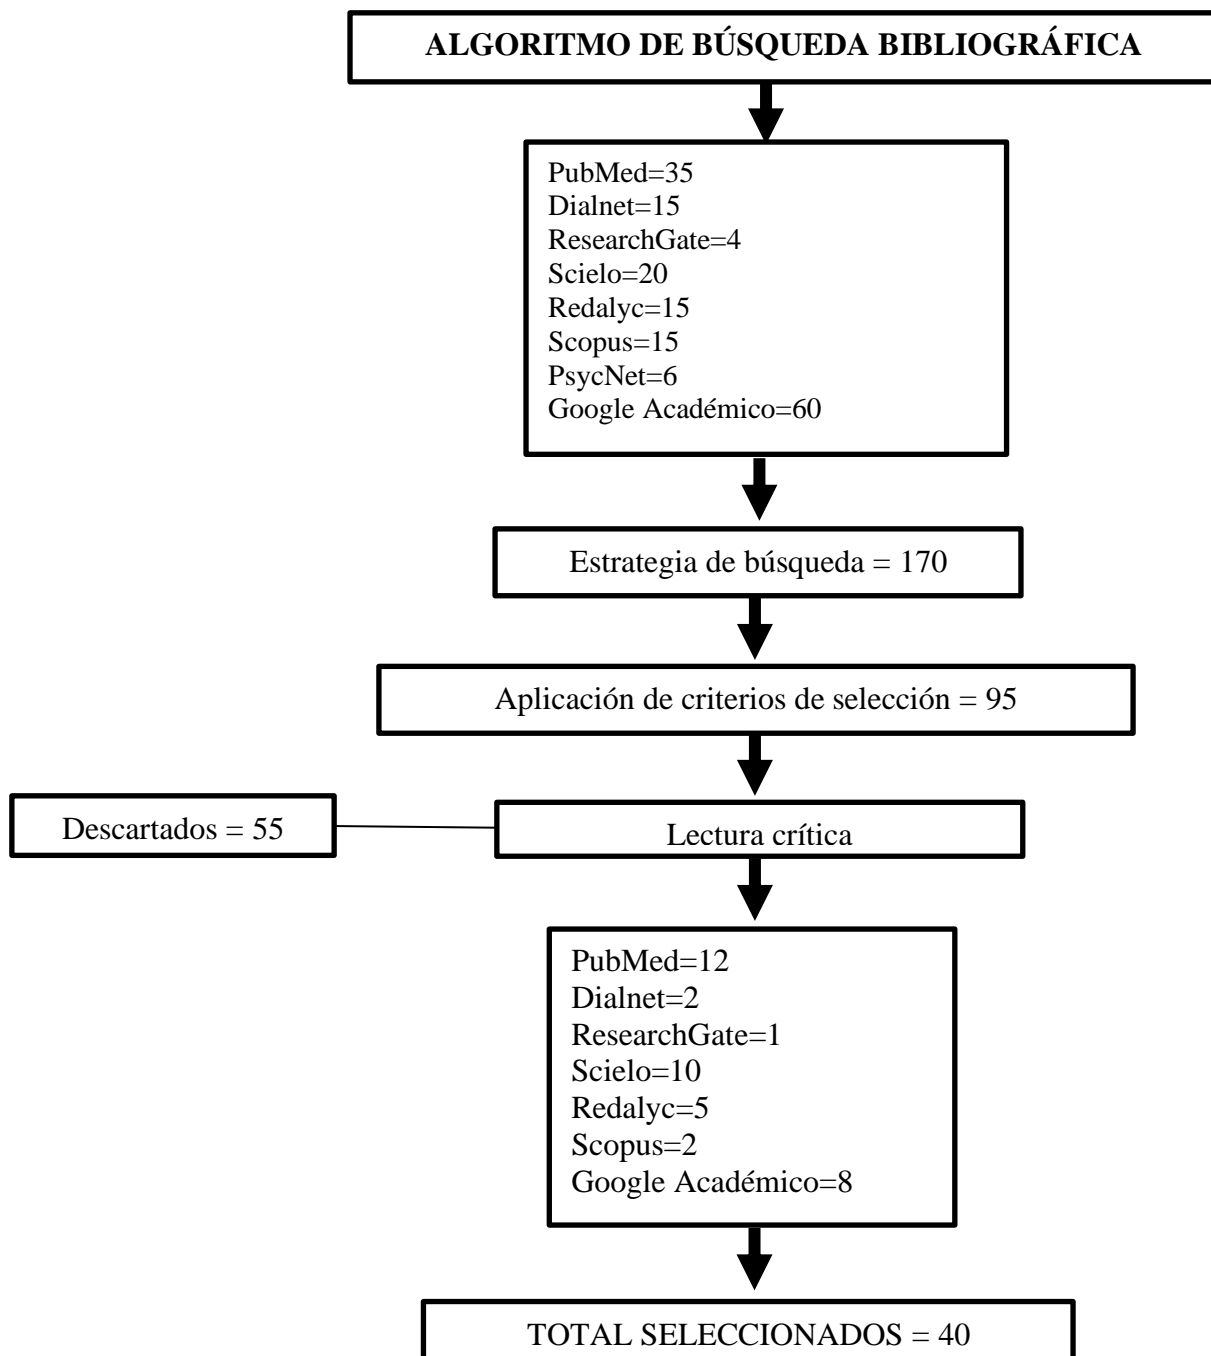 ALGORITMO DE BÚSQUEDA BIBLIOGRÁFICA
PubMed=35
Dialnet=15
ResearchGate=4
Scielo=20
Redalyc=15
Scopus=15
PsycNet=6
Google Académico=60
Estrategia de búsqueda = 170
Aplicación de criterios de selección = 95
Descartados = 55
Lectura crítica
PubMed=12
Dialnet=2
ResearchGate=1
Scielo=10
Redalyc=5
Scopus=2
Google Académico=8
TOTAL SELECCIONADOS = 40